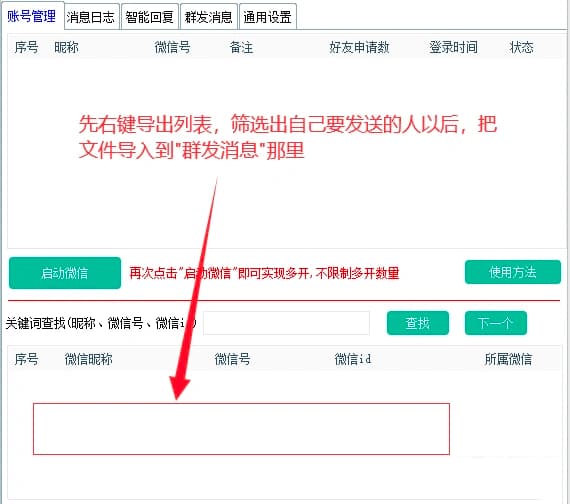 账号管理 消息日志 智能回复 群发消息 通用设置
序号 昵称 微信号 备注 好友申请数 登录时间 状态
先右键导出列表，筛选出自己要发送的人以后，把
文件导入到"群发消息"那里
启动微信 再次点击"启动微信"即可实现多开,不限制多开数量 使用方法
关键词查找(昵称、微信号、微信id) 查找 下一个
序号 微信昵称 微信号 微信id 所属微信